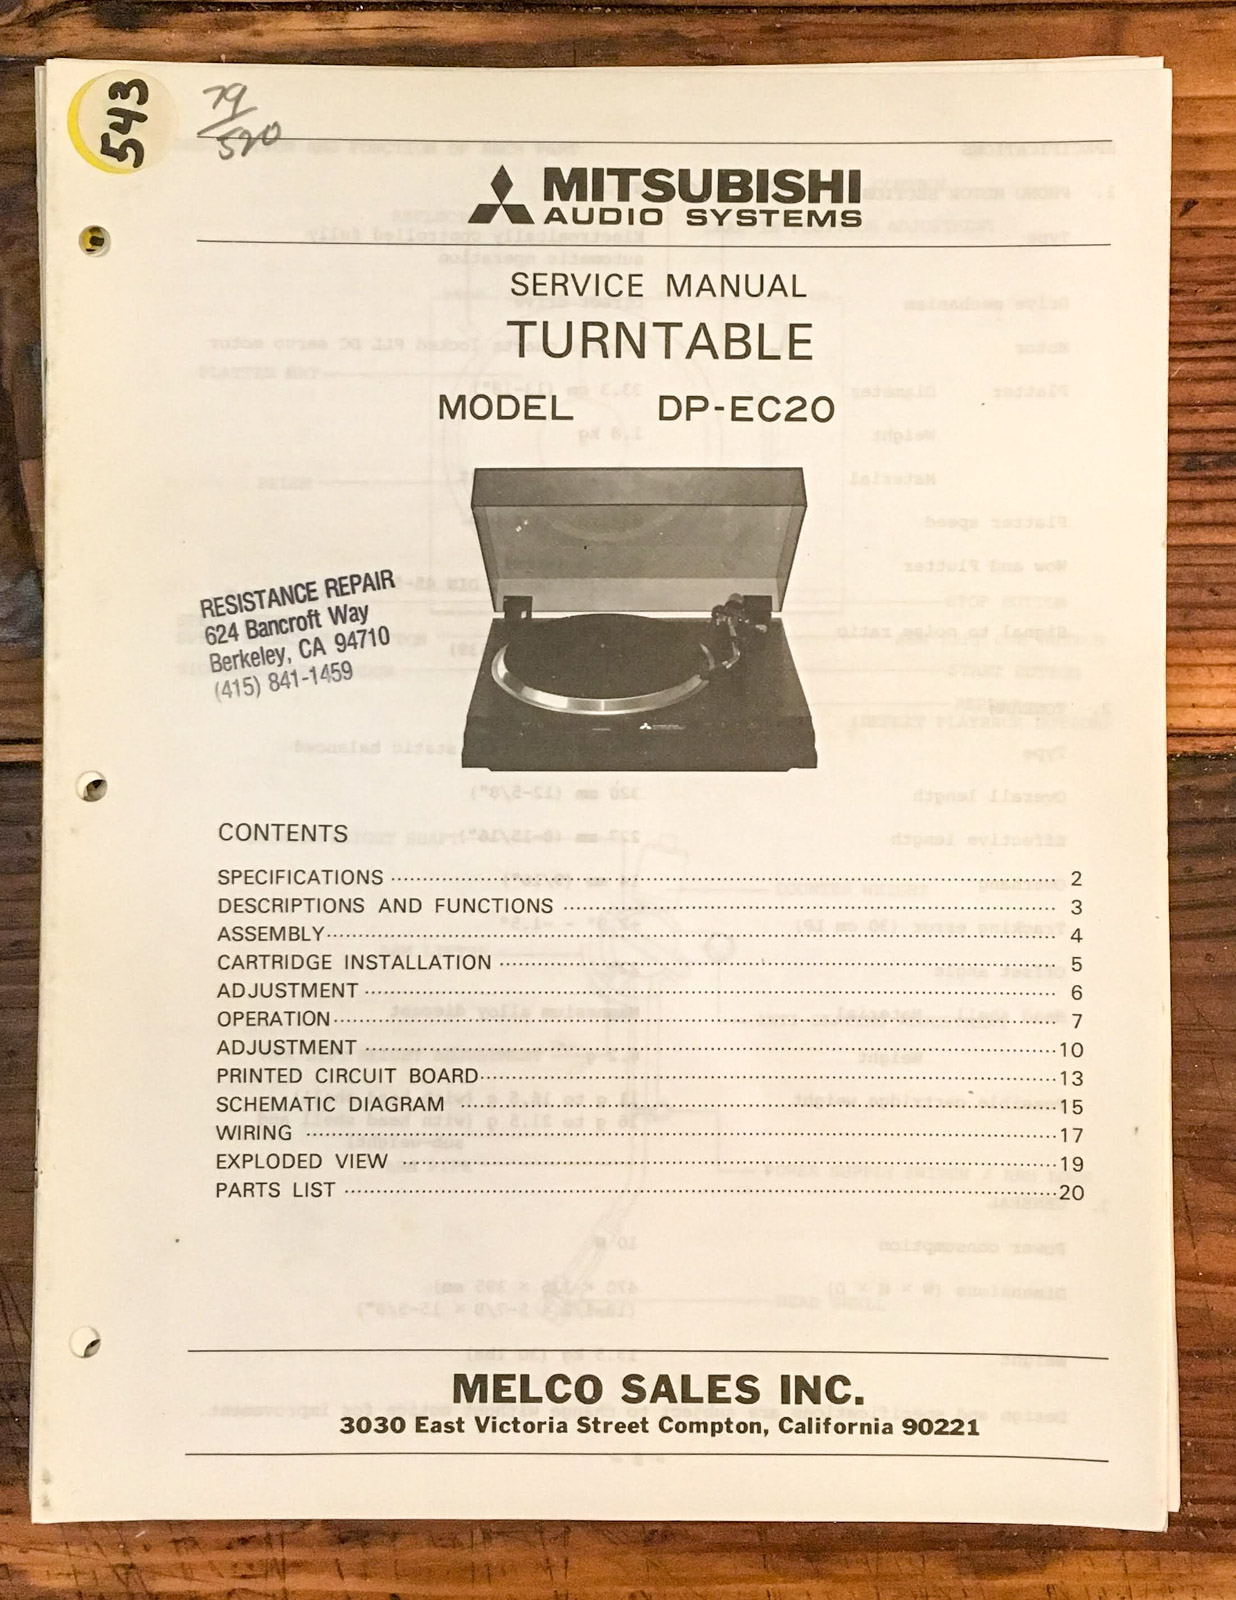 543
79
520
MITSUBISHI
AUDIO SYSTEMS
SERVICE MANUAL
TURNTABLE
MODEL DP-EC20
RESISTANCE REPAIR
624 Bancroft Way
Berkeley, CA 94710
(415) 841-1459
CONTENTS
SPECIFICATIONS 2
DESCRIPTIONS AND FUNCTIONS 3
ASSEMBLY 4
CARTRIDGE INSTALLATION 5
ADJUSTMENT 6
OPERATION 7
ADJUSTMENT 10
PRINTED CIRCUIT BOARD 13
SCHEMATIC DIAGRAM 15
WIRING 17
EXPLODED VIEW 19
PARTS LIST 20
MELCO SALES INC.
3030 East Victoria Street Compton, California 90221